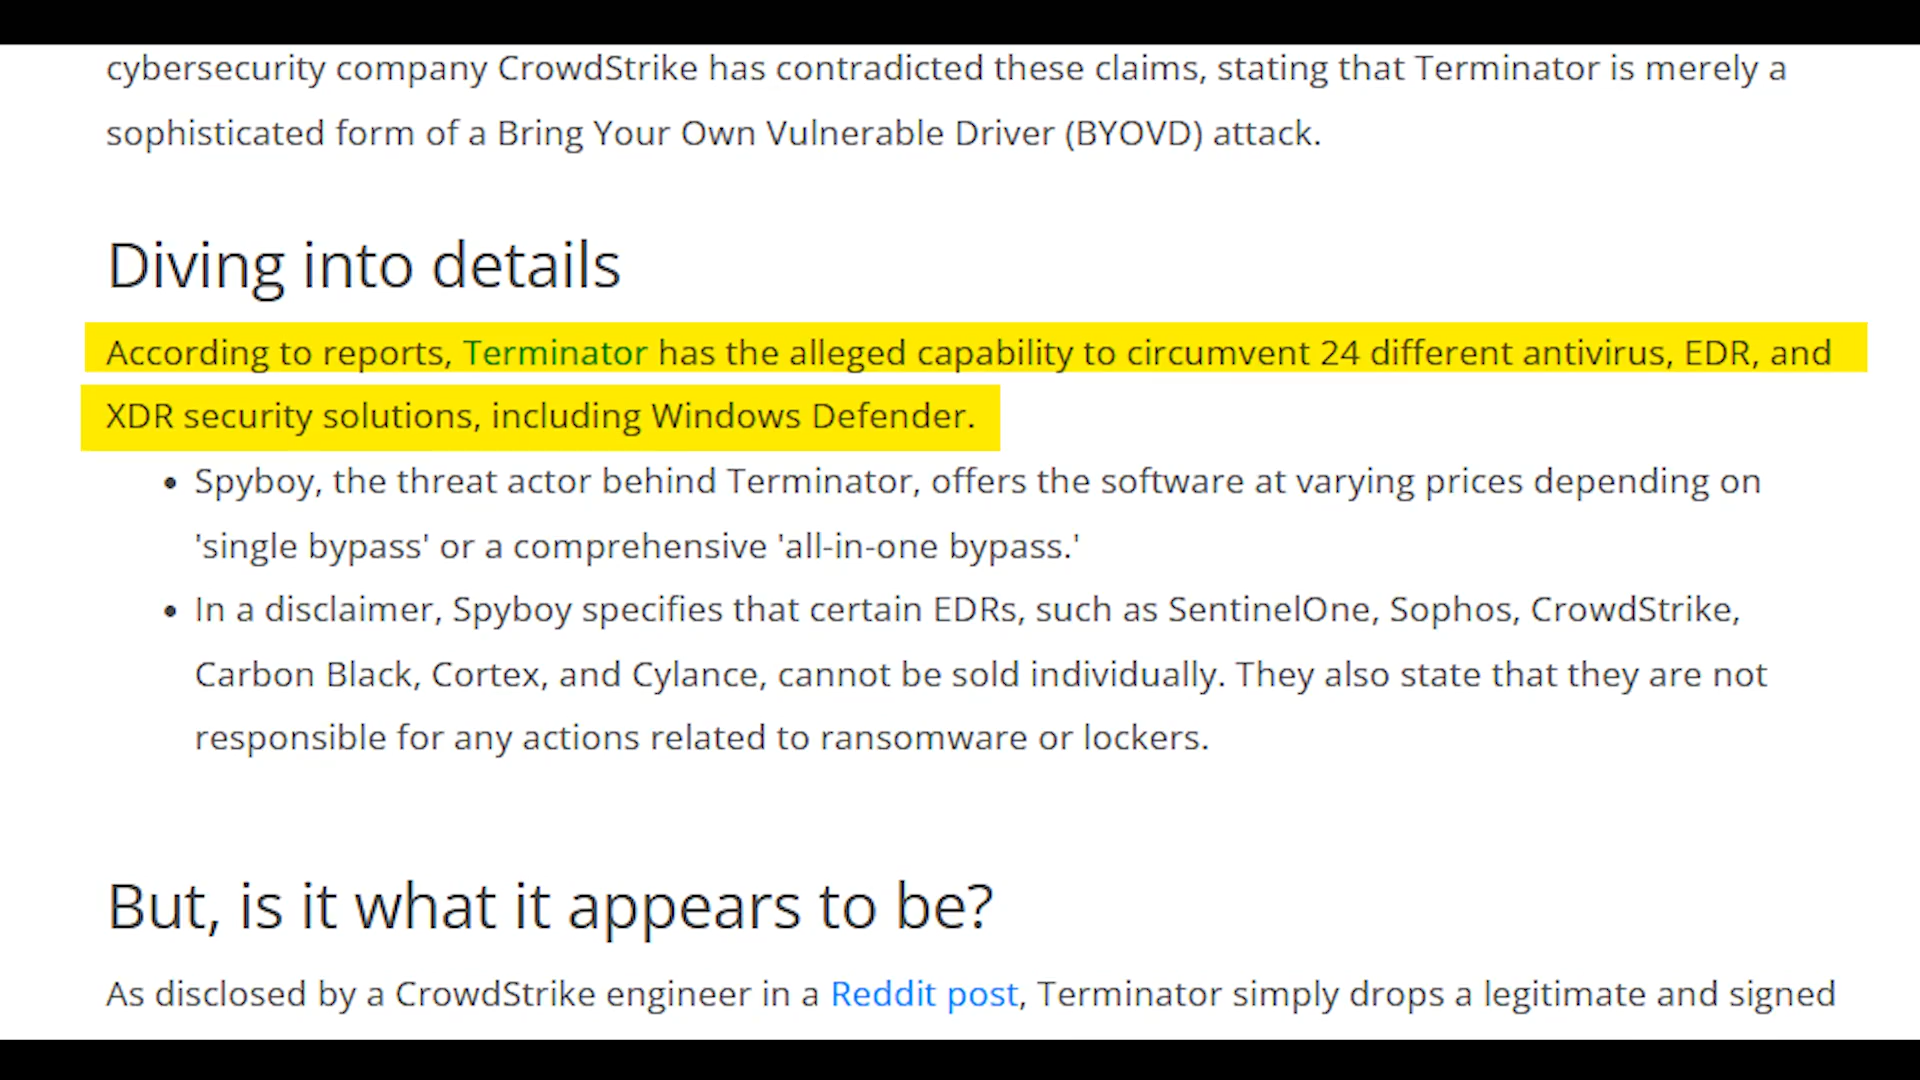 cybersecurity company CrowdStrike has contradicted these claims, stating that Terminator is merely a
sophisticated form of a Bring Your Own Vulnerable Driver (BYOVD) attack.
Diving into details
According to reports, Terminator has the alleged capability to circumvent 24 different antivirus, EDR, and
XDR security solutions, including Windows Defender.
• Spyboy, the threat actor behind Terminator, offers the software at varying prices depending on
'single bypass' or a comprehensive 'all-in-one bypass.'
• In a disclaimer, Spyboy specifies that certain EDRs, such as SentinelOne, Sophos, CrowdStrike,
Carbon Black, Cortex, and Cylance, cannot be sold individually. They also state that they are not
responsible for any actions related to ransomware or lockers.
But, is it what it appears to be?
As disclosed by a CrowdStrike engineer in a Reddit post, Terminator simply drops a legitimate and signed